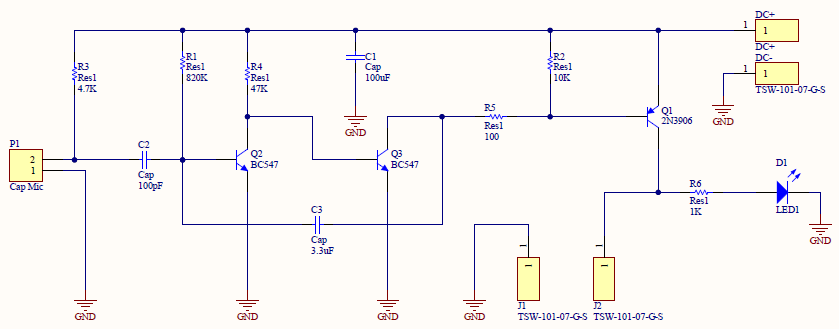 DC+
1
1
DC+
DC-
1
1
TSW-101-07-G-S
GND
R3
Res1
4.7K
R1
Res1
820K
R4
Res1
47K
C1
Cap
100uF
GND
R2
Res1
10K
R5
Res1
100
Q1
2N3906
P1
2
1
Cap Mic
C2
Cap
100pF
Q2
BC547
Q3
BC547
D1
LED1
R6
Res1
1K
GND
C3
Cap
3.3uF
1
1
J1
TSW-101-07-G-S
1
1
J2
TSW-101-07-G-S
GND
GND
GND
GND